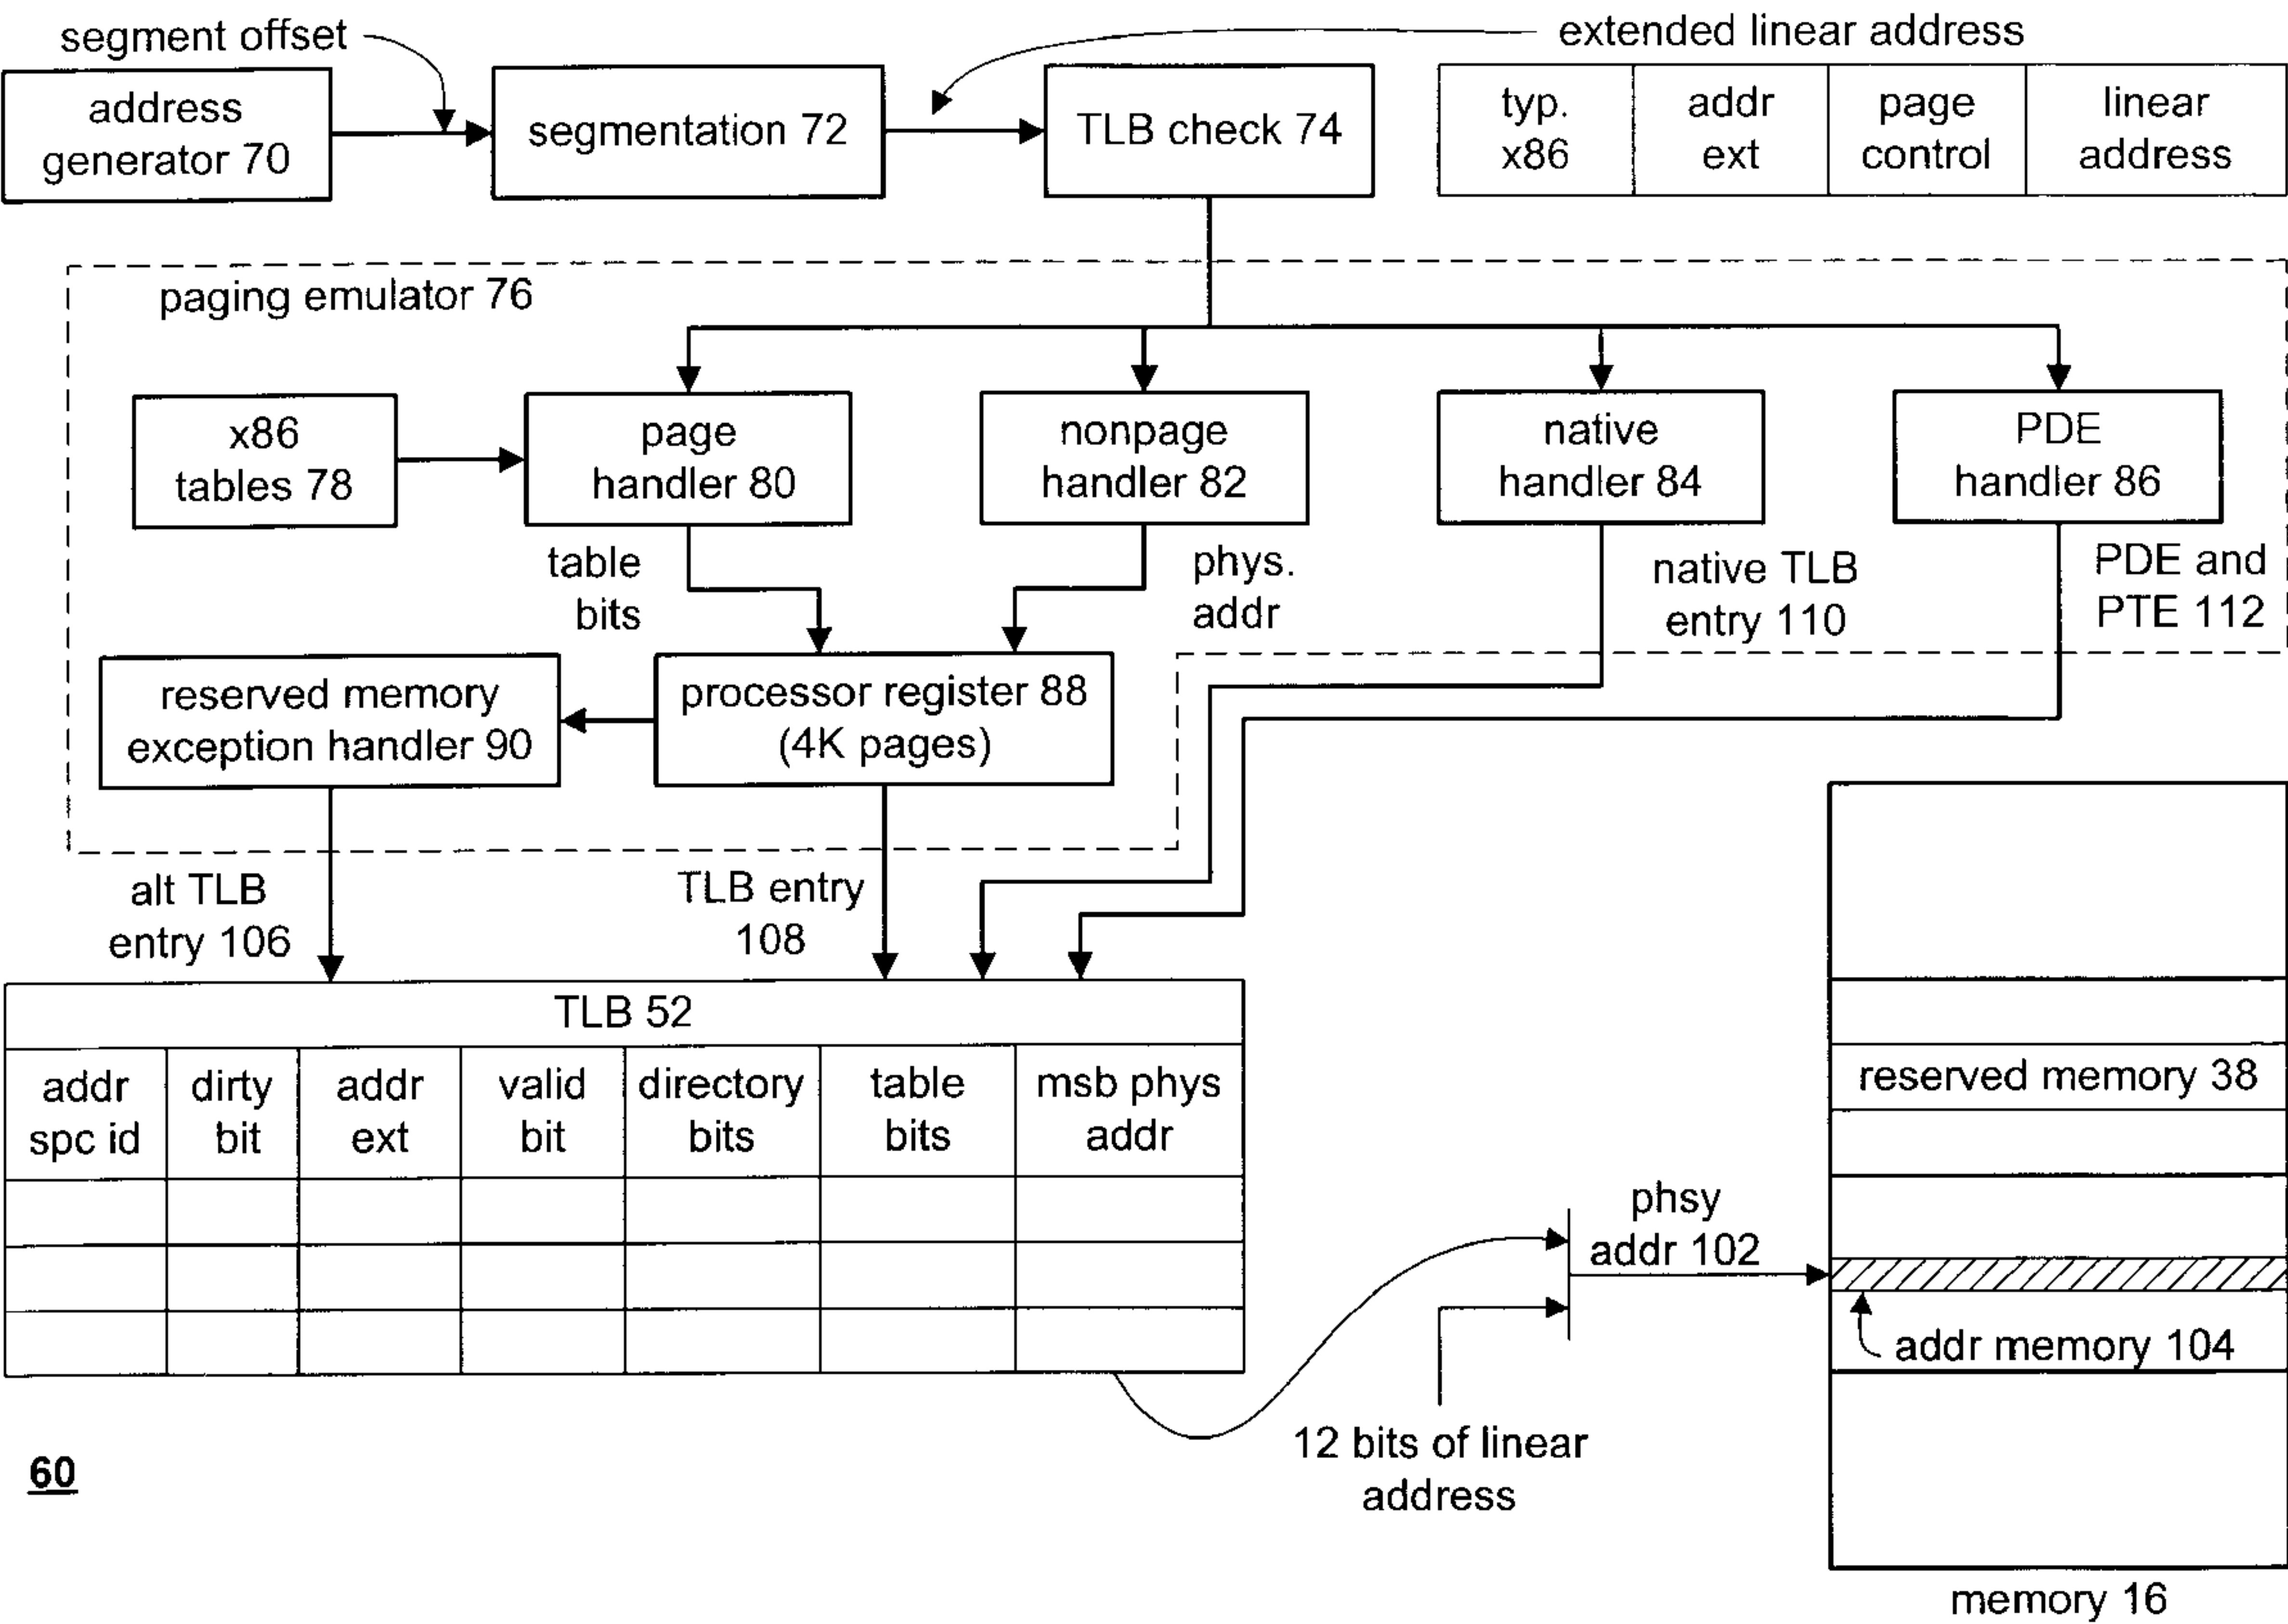 segment offset
extended linear address
address
generator 70
segmentation 72
TLB check 74
typ.
x86
addr
ext
page
control
linear
address
paging emulator 76
x86
tables 78
page
handler 80
nonpage
handler 82
native
handler 84
PDE
handler 86
table
bits
phys.
addr
native TLB
entry 110
PDE and
PTE 112
reserved memory
exception handler 90
processor register 88
(4K pages)
alt TLB
entry 106
TLB entry
108
TLB 52
addr
spc id
dirty
bit
addr
ext
valid
bit
directory
bits
table
bits
msb phys
addr
reserved memory 38
phsy
addr 102
addr memory 104
12 bits of linear
address
60
memory 16